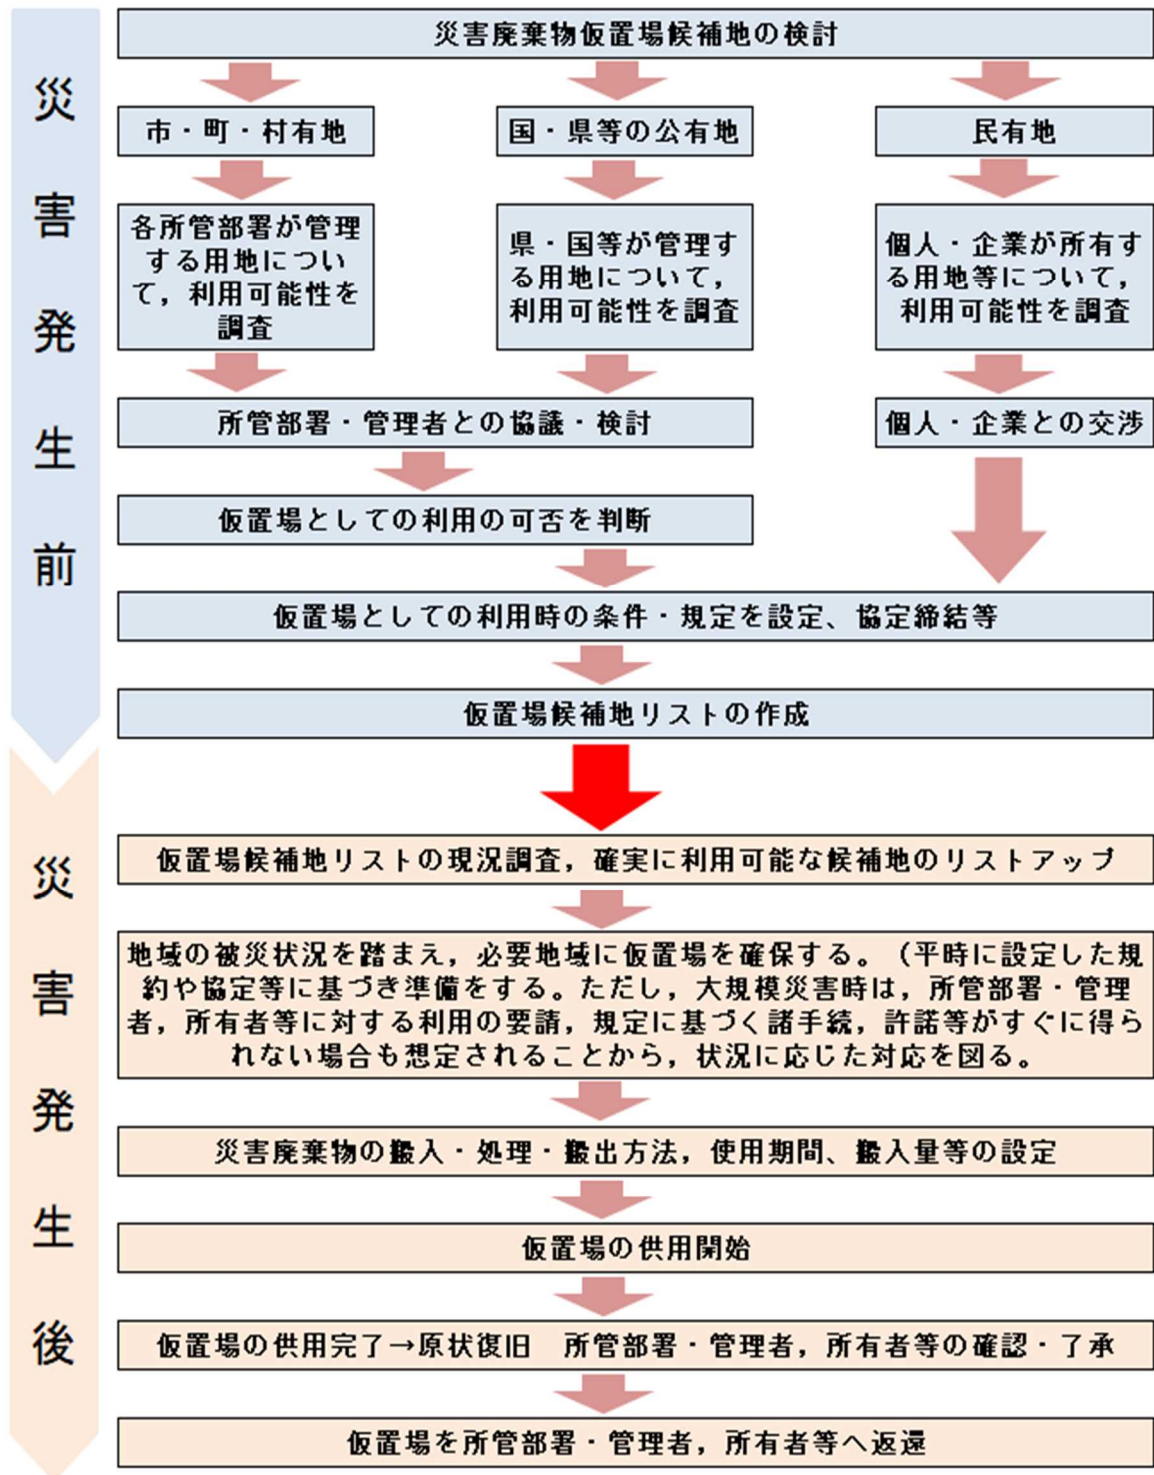 災害発生前
災害廃棄物仮置場候補地の検討
市・町・村有地
国・県等の公有地
民有地
各所管部署が管理
する用地につい
て，利用可能性を
調査
県・国等が管理す
る用地について，
利用可能性を調査
個人・企業が所有す
る用地等について，
利用可能性を調査
所管部署・管理者との協議・検討
個人・企業との交渉
仮置場としての利用の可否を判断
仮置場としての利用時の条件・規定を設定、協定締結等
仮置場候補地リストの作成
災害発生後
仮置場候補地リストの現況調査，確実に利用可能な候補地のリストアップ
地域の被災状況を踏まえ，必要地域に仮置場を確保する。（平時に設定した規
約や協定等に基づき準備をする。ただし，大規模災害時は，所管部署・管理
者，所有者等に対する利用の要請，規定に基づく諸手続，許諾等がすぐに得ら
れない場合も想定されることから，状況に応じた対応を図る。
災害廃棄物の搬入・処理・搬出方法，使用期間、搬入量等の設定
仮置場の供用開始
仮置場の供用完了→原状復旧　所管部署・管理者，所有者等の確認・了承
仮置場を所管部署・管理者，所有者等へ返還